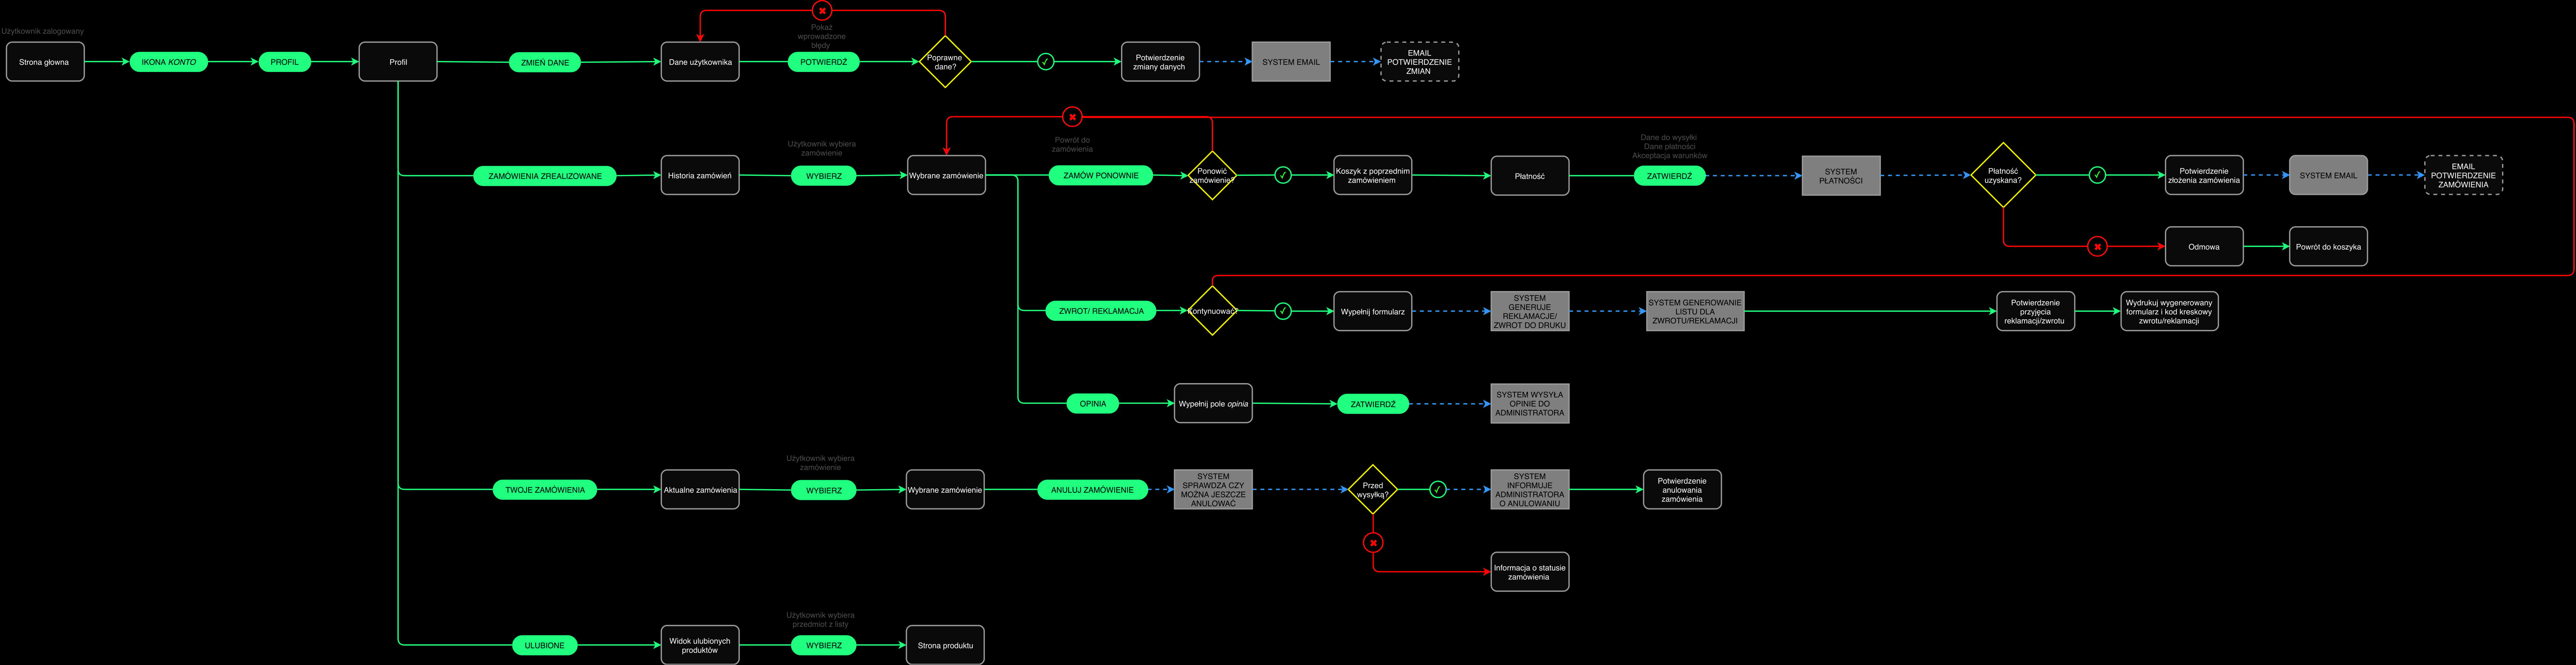 Użytkownik zalogowany
Strona głowna
IKONA KONTO
PROFIL
Profil
ZMIEŃ DANE
Dane użytkownika
Pokaż
wprowadzone
błędy
POTWIERDŹ
Poprawne
dane?
Potwierdzenie
zmiany danych
SYSTEM EMAIL
EMAIL
POTWIERDZENIE
ZMIAN
ZAMÓWIENIA ZREALIZOWANE
Historia zamówień
Użytkownik wybiera
zamówienie
WYBIERZ
Wybrane zamówienie
Powrót do
zamówienia
ZAMÓW PONOWNIE
Ponowić
zamówienie?
Koszyk z poprzednim
zamówieniem
Płatność
Dane do wysyłki
Dane płatności
Akceptacja warunków
ZATWIERDŹ
SYSTEM
PŁATNOŚCI
Płatność
uzyskana?
Potwierdzenie
złożenia zamówienia
SYSTEM EMAIL
EMAIL
POTWIERDZENIE
ZAMÓWIENIA
Odmowa
Powrót do koszyka
ZWROT/ REKLAMACJA
Kontynuować?
Wypełnij formularz
SYSTEM
GENERUJE
REKLAMACJE/
ZWROT DO DRUKU
SYSTEM GENEROWANIE
LISTU DLA
ZWROTU/REKLAMACJI
Potwierdzenie
przyjęcia
reklamacji/zwrotu
Wydrukuj wygenerowany
formularz i kod kreskowy
zwrotu/reklamacji
OPINIA
Wypełnij pole opinia
ZATWIERDŹ
SYSTEM WYSYŁA
OPINIE DO
ADMINISTRATORA
TWOJE ZAMÓWIENIA
Aktualne zamówienia
Użytkownik wybiera
zamówienie
WYBIERZ
Wybrane zamówienie
ANULUJ ZAMÓWIENIE
SYSTEM
SPRAWDZA CZY
MOŻNA JESZCZE
ANULOWAĆ
Przed
wysyłką?
SYSTEM
INFORMUJE
ADMINISTRATORA
O ANULOWANIU
Potwierdzenie
anulowania
zamówienia
Informacja o statusie
zamówienia
ULUBIONE
Widok ulubionych
produktów
Użytkownik wybiera
przedmiot z listy
WYBIERZ
Strona produktu